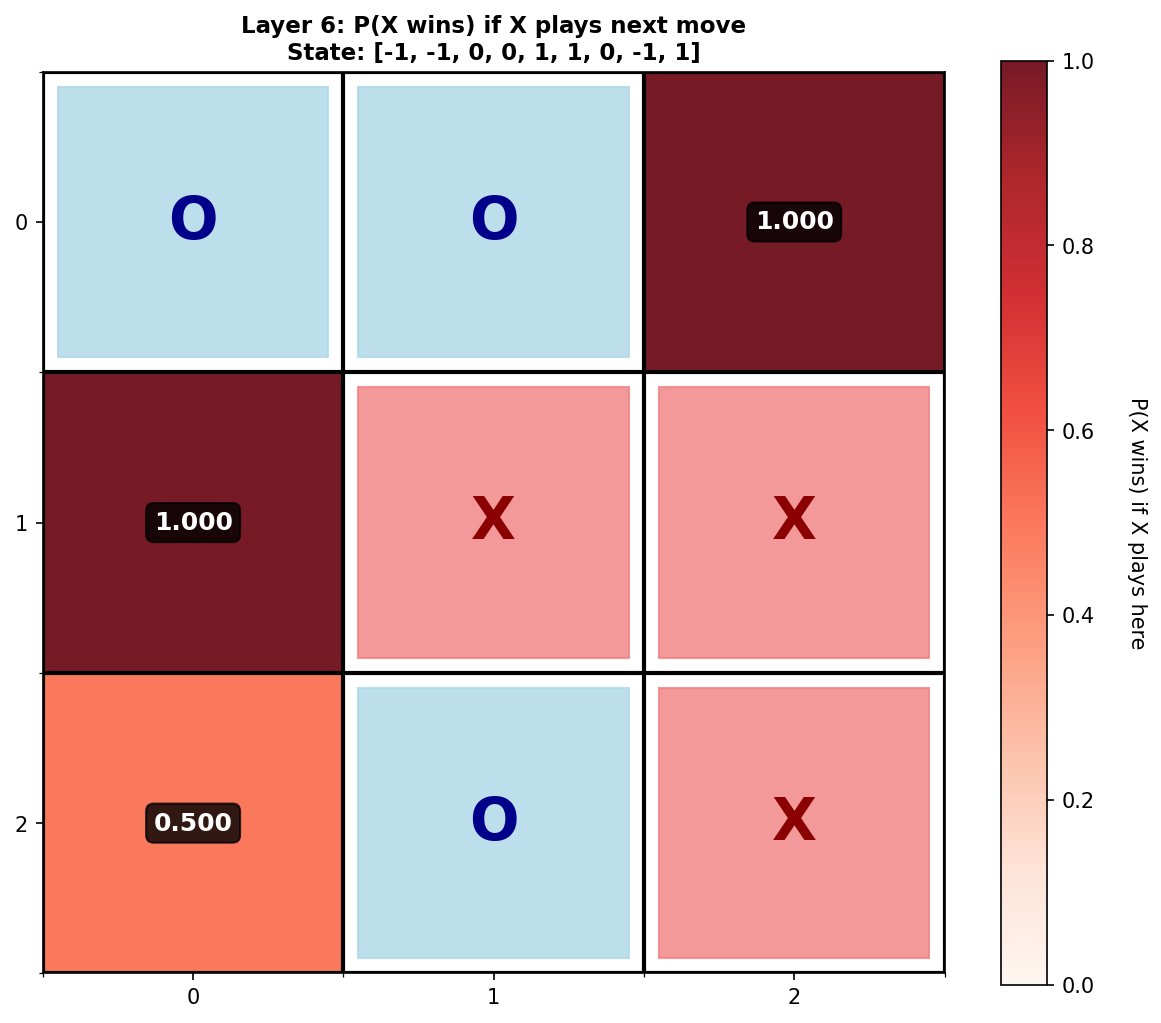 Layer 6: P(X wins) if X plays next move
State: [-1, -1, 0, 0, 1, 1, 0, -1, 1]
0
O
O
1.000
1
1.000
X
X
2
0.500
O
X
0
1
2
1.0
0.8
0.6
0.4
0.2
0.0
P(X wins) if X plays here